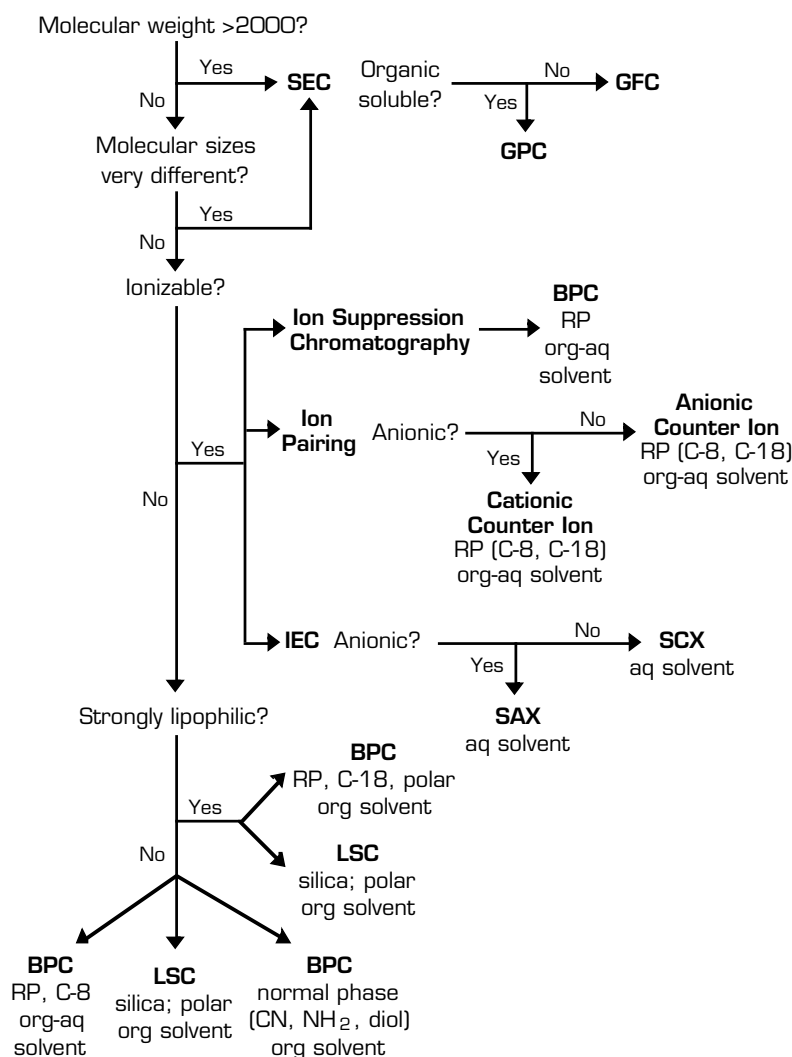 Molecular weight >2000?
Yes
SEC
Organic
soluble?
No
GFC
Yes
GPC
No
Molecular sizes
very different?
Yes
No
Ionizable?
Ion Suppression
Chromatography
BPC
RP
org-aq
solvent
Yes
Ion
Pairing
Anionic?
No
Anionic
Counter Ion
RP (C-8, C-18)
org-aq solvent
Yes
Cationic
Counter Ion
RP (C-8, C-18)
org-aq solvent
No
IEC
Anionic?
No
SCX
aq solvent
Yes
SAX
aq solvent
Strongly lipophilic?
Yes
BPC
RP, C-18, polar
org solvent
LSC
silica; polar
org solvent
No
BPC
RP, C-8
org-aq
solvent
LSC
silica; polar
org solvent
BPC
normal phase
(CN, NH2, diol)
org solvent